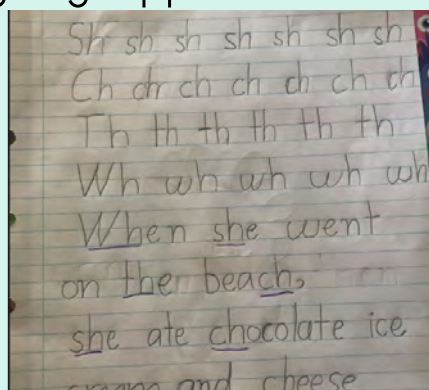 Sh sh sh sh sh sh sh
Ch ch ch ch ch ch ch
Th th th th th th
Wh wh wh wh wh
When she went
on the beach,
she ate chocolate ice
cream and cheese